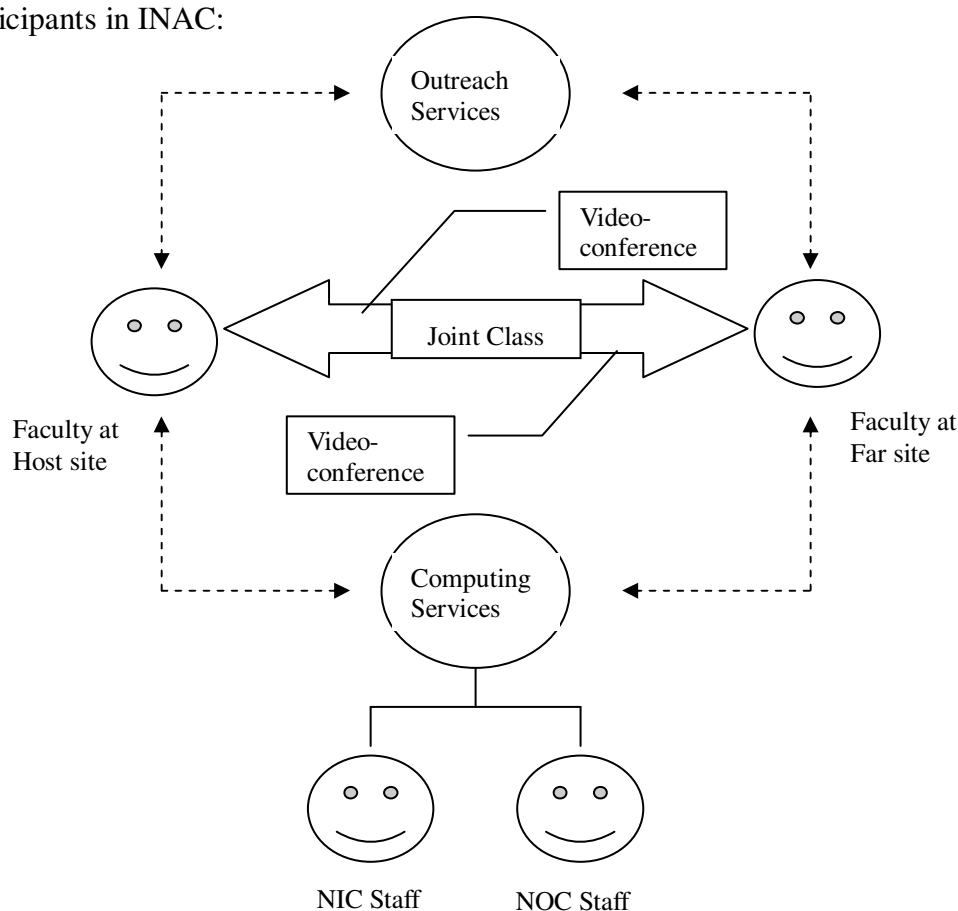 icipants in INAC:
Outreach
Services
Video-
conference
Joint Class
Faculty at
Host site
Video-
conference
Faculty at
Far site
Computing
Services
NIC Staff
NOC Staff